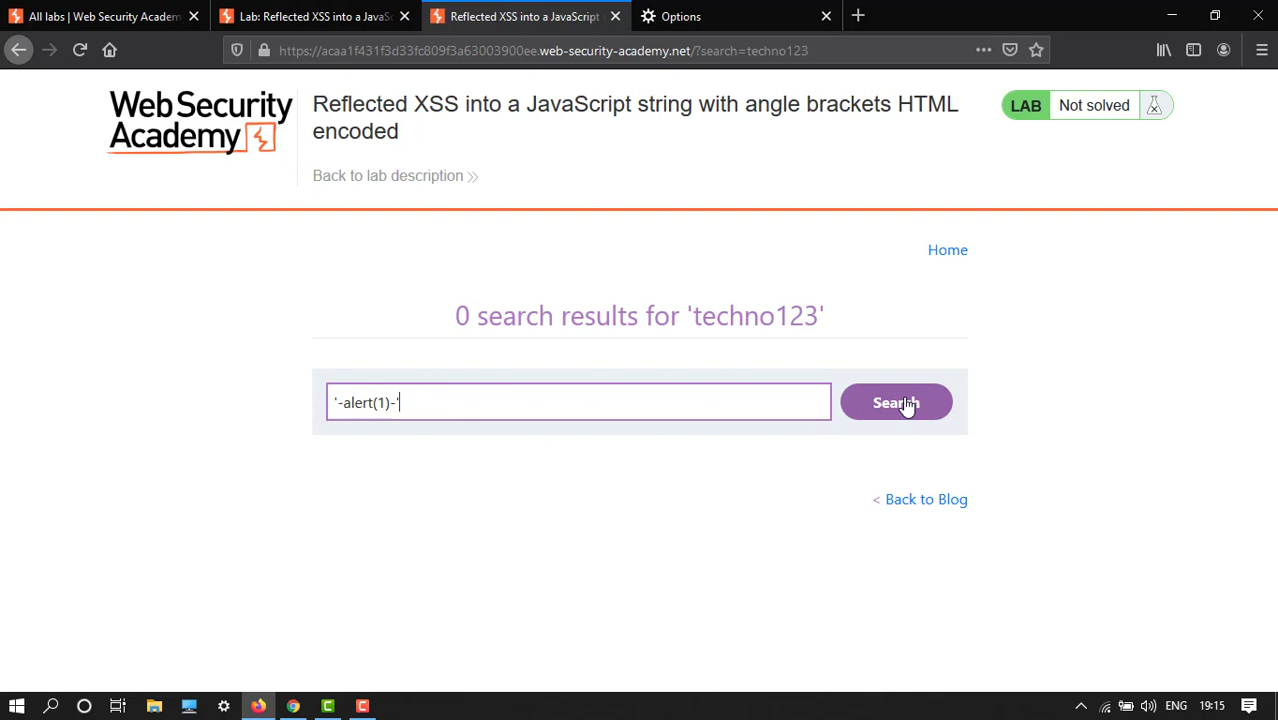 All labs | Web Security Academ
Lab: Reflected XSS into a JavaS
Reflected XSS into a JavaScript
Options
https://acaa1f431f3d33fc809f3a63003900ee.web-security-academy.net/?search=techno123
Web Security
Academy
Reflected XSS into a JavaScript string with angle brackets HTML
encoded
LAB
Not solved
Back to lab description
Home
0 search results for 'techno123'
'-alert(1)-'
Search
< Back to Blog
ENG
19:15